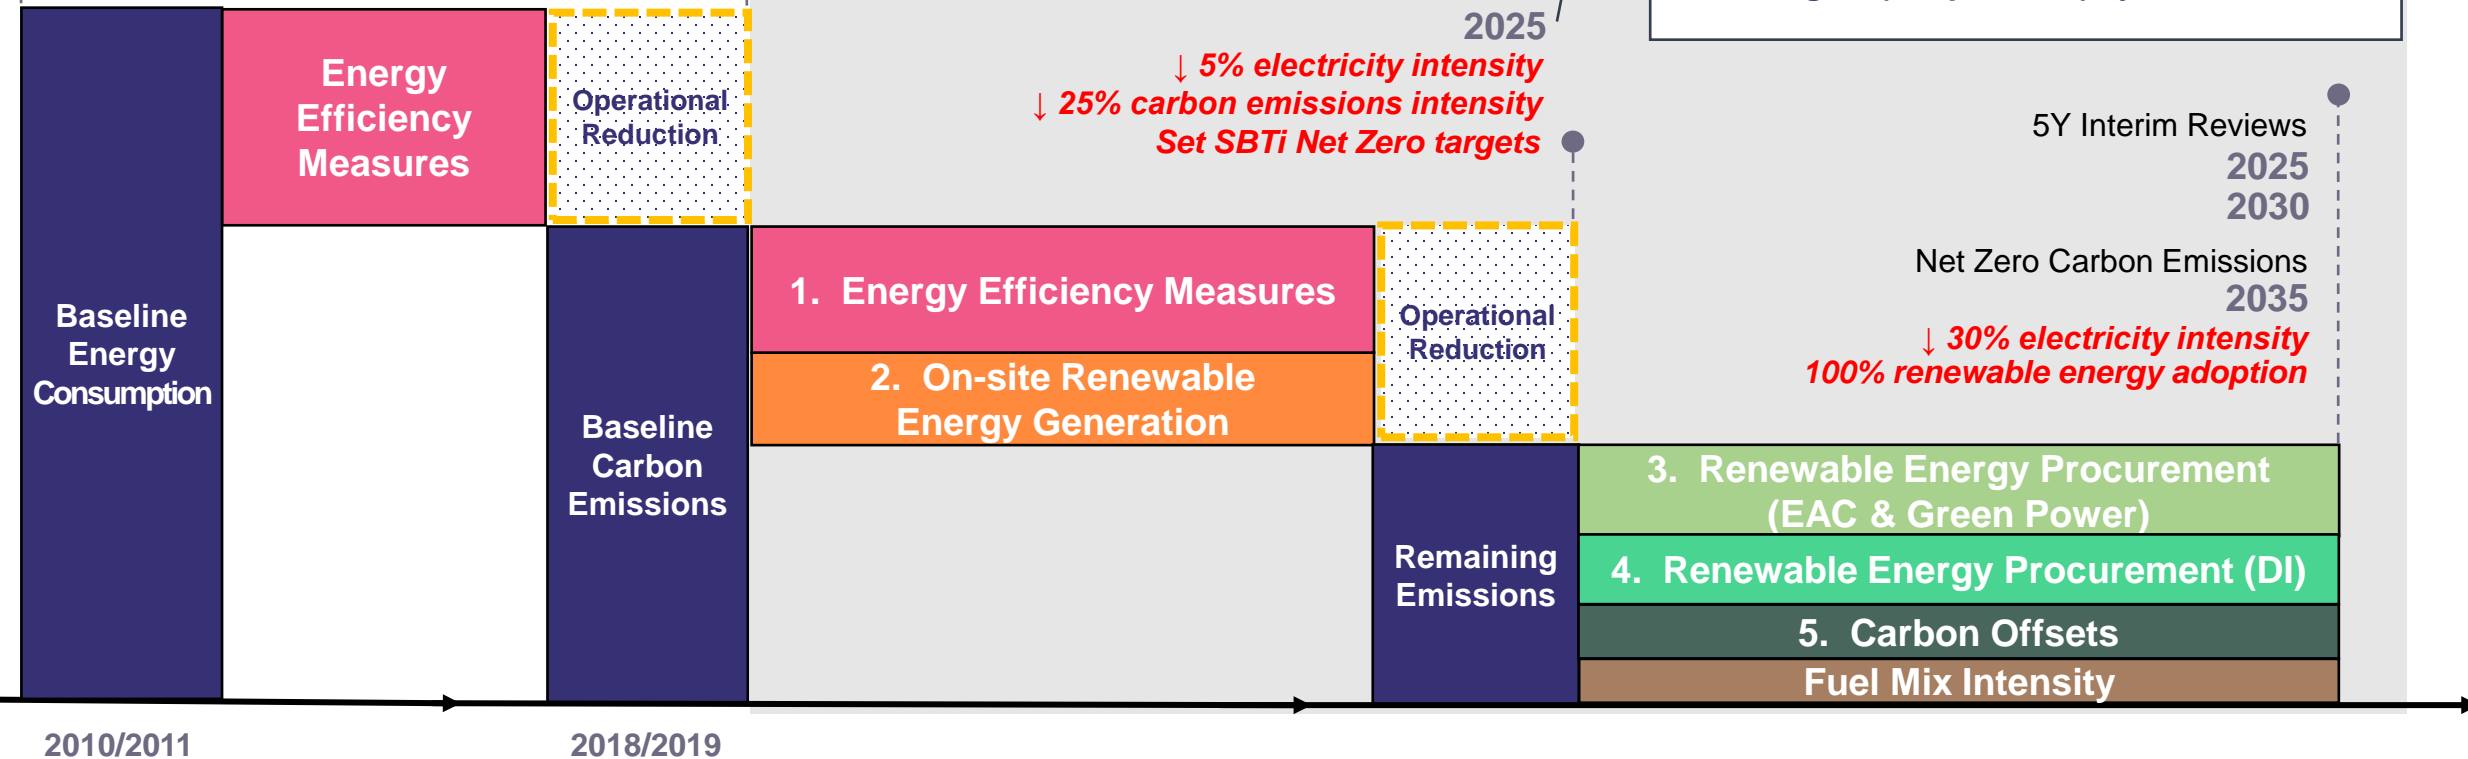 2025
↓ 5% electricity intensity
↓ 25% carbon emissions intensity
Set SBTi Net Zero targets
Energy
Efficiency
Measures
Operational
Reduction
5Y Interim Reviews
2025
2030
Net Zero Carbon Emissions
2035
↓ 30% electricity intensity
100% renewable energy adoption
Baseline
Energy
Consumption
1. Energy Efficiency Measures
2. On-site Renewable
Energy Generation
Operational
Reduction
Baseline
Carbon
Emissions
Remaining
Emissions
3. Renewable Energy Procurement
(EAC & Green Power)
4. Renewable Energy Procurement (DI)
5. Carbon Offsets
Fuel Mix Intensity
2010/2011
2018/2019